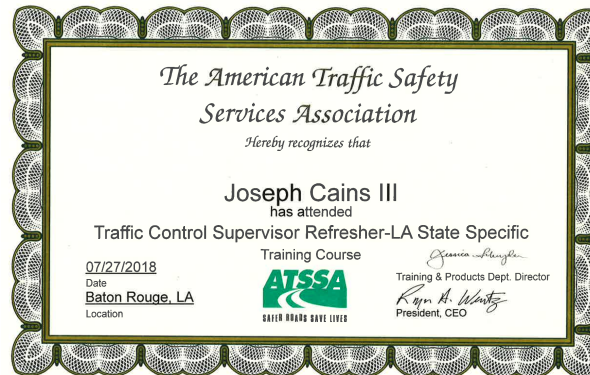 The American Traffic Safety
Services Association
Hereby recognizes that
Joseph Cains III
has attended
Traffic Control Supervisor Refresher-LA State Specific
Training Course
07/27/2018
Date
Baton Rouge, LA
Location
ATSSA
SAFER ROADS SAVE LIVES
Jessica
Training & Products Dept. Director
President, CEO